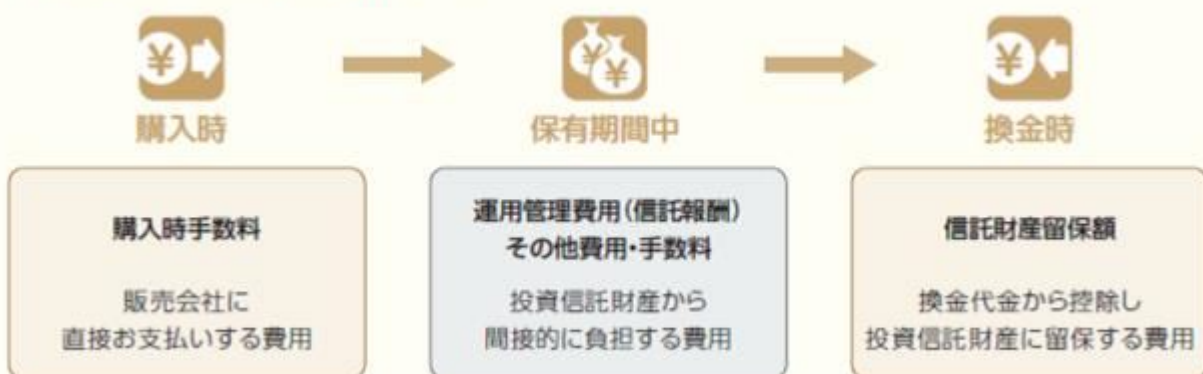 購入時
保有期間中
換金時
購入時手数料
販売会社に
直接お支払いする費用
運用管理費用(信託報酬)
その他費用・手数料
投資信託財産から
間接的に負担する費用
信託財産留保額
換金代金から控除し
投資信託財産に留保する費用